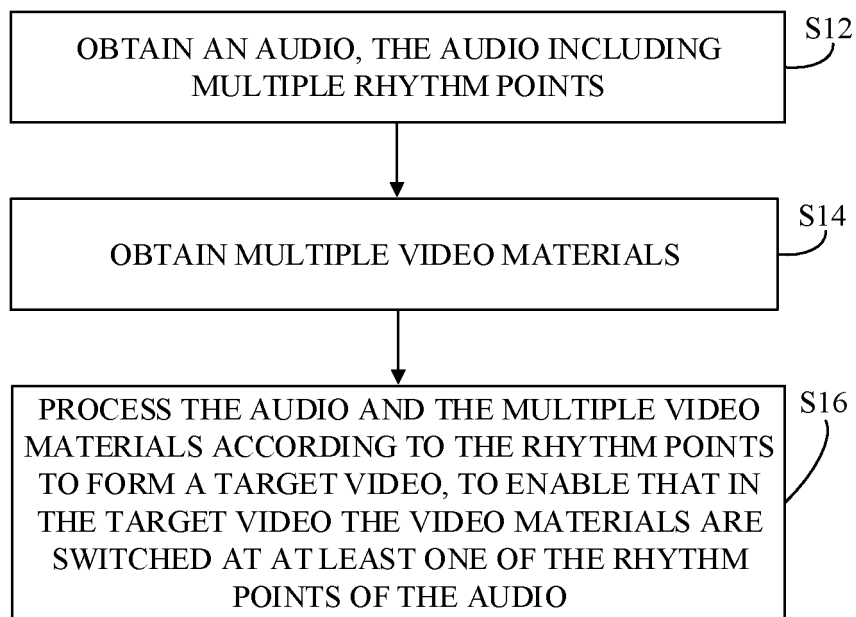 OBTAIN AN AUDIO, THE AUDIO INCLUDING
MULTIPLE RHYTHM POINTS
S12
OBTAIN MULTIPLE VIDEO MATERIALS
S14
PROCESS THE AUDIO AND THE MULTIPLE VIDEO
MATERIALS ACCORDING TO THE RHYTHM POINTS
TO FORM A TARGET VIDEO, TO ENABLE THAT IN
THE TARGET VIDEO THE VIDEO MATERIALS ARE
SWITCHED AT AT LEAST ONE OF THE RHYTHM
POINTS OF THE AUDIO
S16